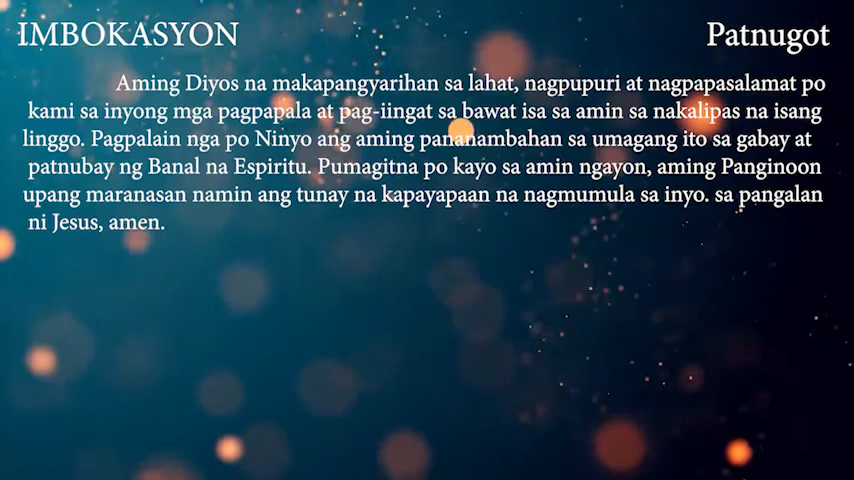 IMBOKASYON Patnugot
Aming Diyos na makapangyarihan sa lahat, nagpupuri at nagpapasalamat po
kami sa inyong mga pagpapala at pag-iingat sa bawat isa sa amin sa nakalipas na isang
linggo. Pagpalain nga po Ninyo ang aming pananambahan sa umagang ito sa gabay at
patnubay ng Banal na Espiritu. Pumagitna po kayo sa amin ngayon, aming Panginoon
upang maranasan namin ang tunay na kapayapaan na nagmumula sa inyo. sa pangalan
ni Jesus, amen.